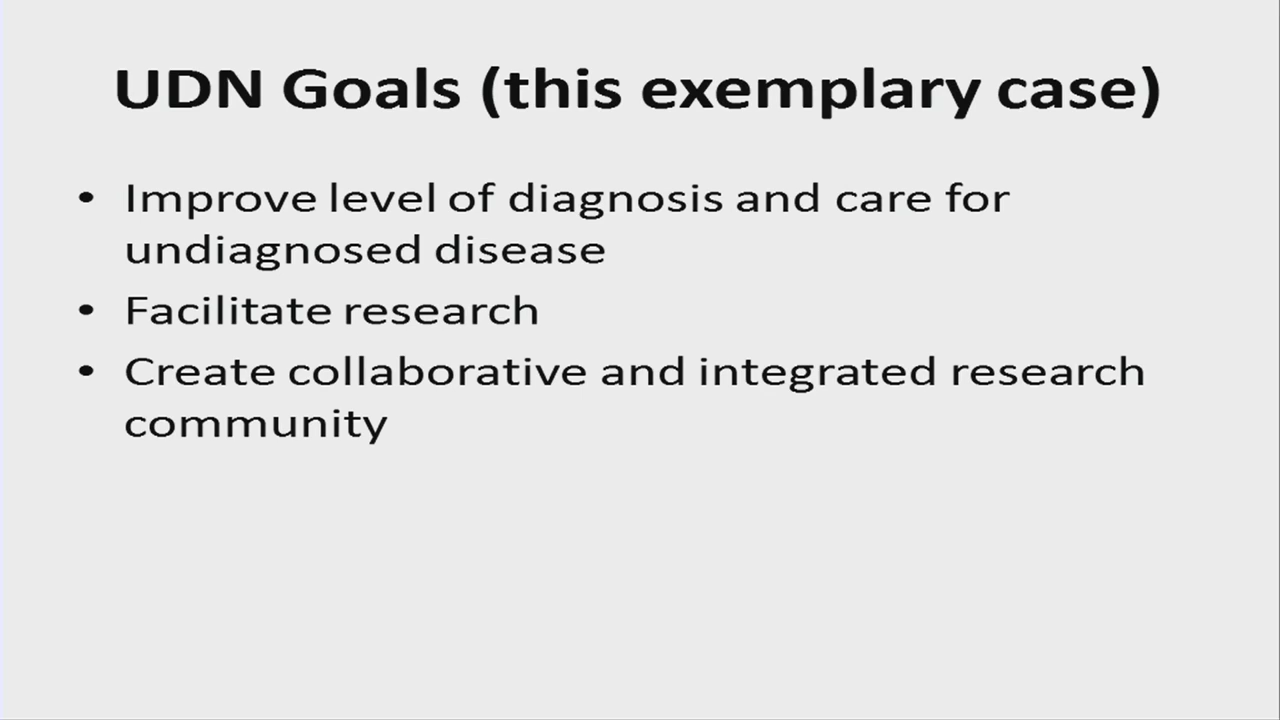 UDN Goals (this exemplary case)
• Improve level of diagnosis and care for
undiagnosed disease
• Facilitate research
• Create collaborative and integrated research
community